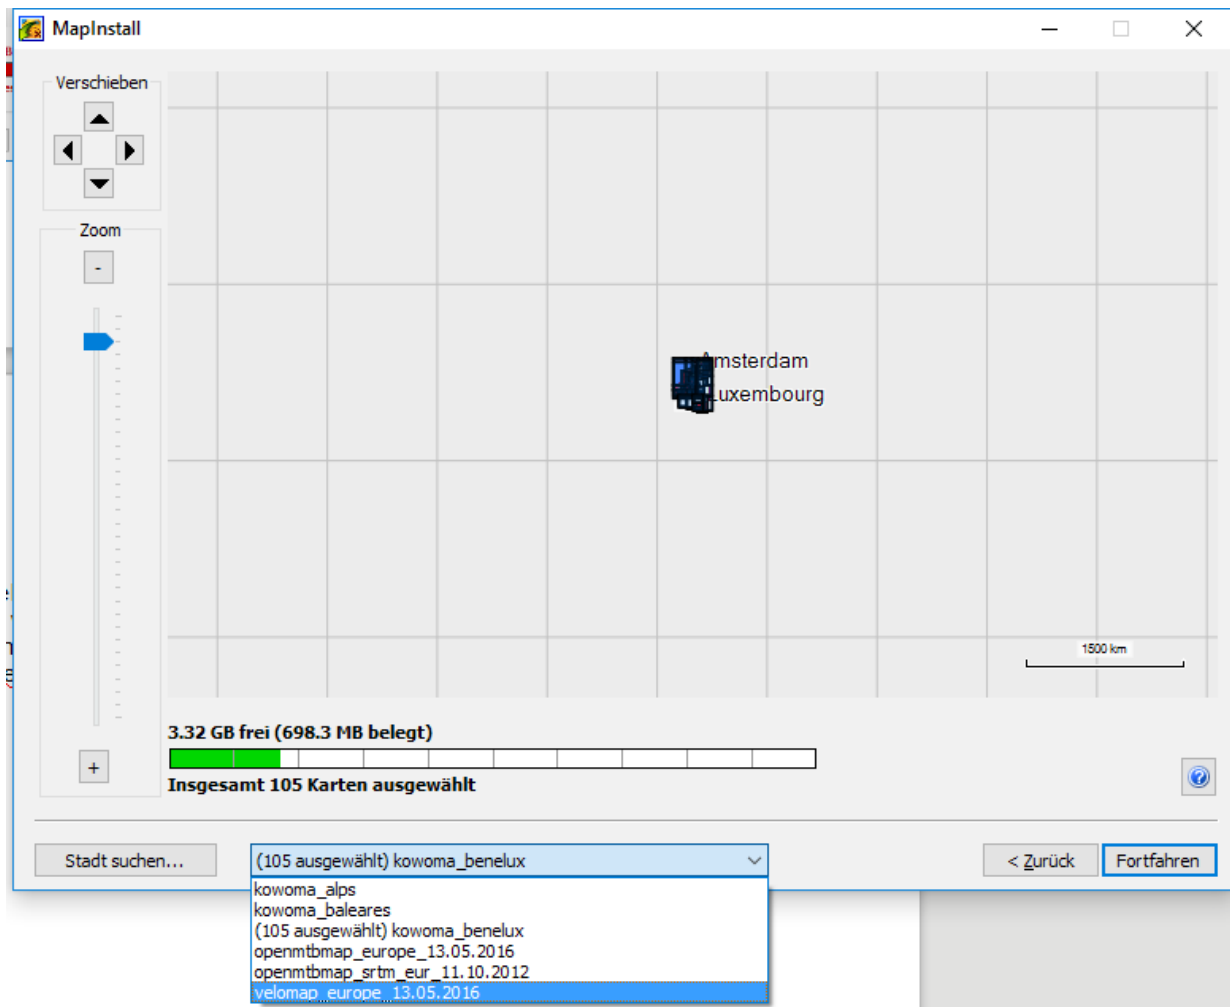 MapInstall
Verschieben
Zoom
-
+
Amsterdam
Luxembourg
1500 km
3.32 GB frei (698.3 MB belegt)
Insgesamt 105 Karten ausgewählt
Stadt suchen...
(105 ausgewählt) kowoma_benelux
< Zurück
Fortfahren
kowoma_alps
kowoma_baleares
(105 ausgewählt) kowoma_benelux
openmtbmap_europe_13.05.2016
openmtbmap_srtm_eur_11.10.2012
velomap_europe_13.05.2016